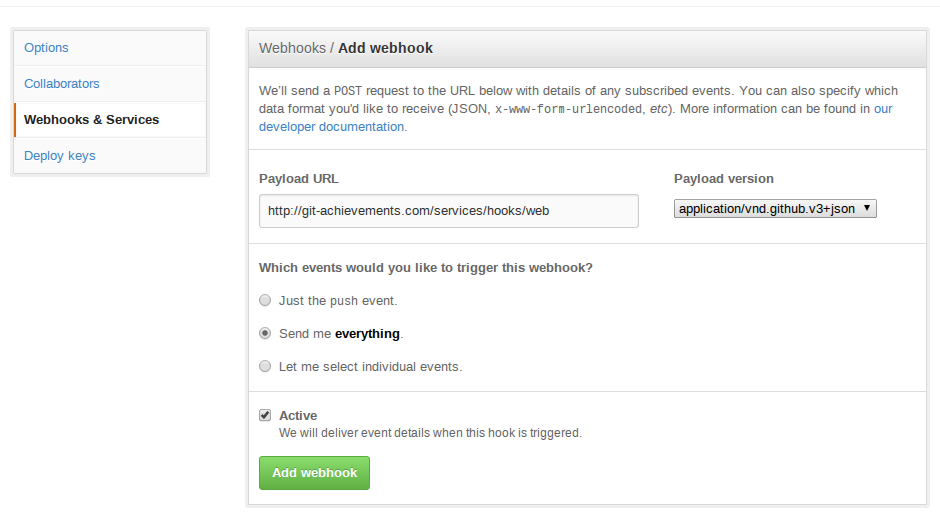 Options
Collaborators
Webhooks & Services
Deploy keys
Webhooks / Add webhook
We'll send a POST request to the URL below with details of any subscribed events. You can also specify which
data format you'd like to receive (JSON, x-www-form-urlencoded, etc). More information can be found in our
developer documentation.
Payload URL
http://git-achievements.com/services/hooks/web
Payload version
application/vnd.github.v3+json
Which events would you like to trigger this webhook?
Just the push event.
Send me everything.
Let me select individual events.
Active
We will deliver event details when this hook is triggered.
Add webhook